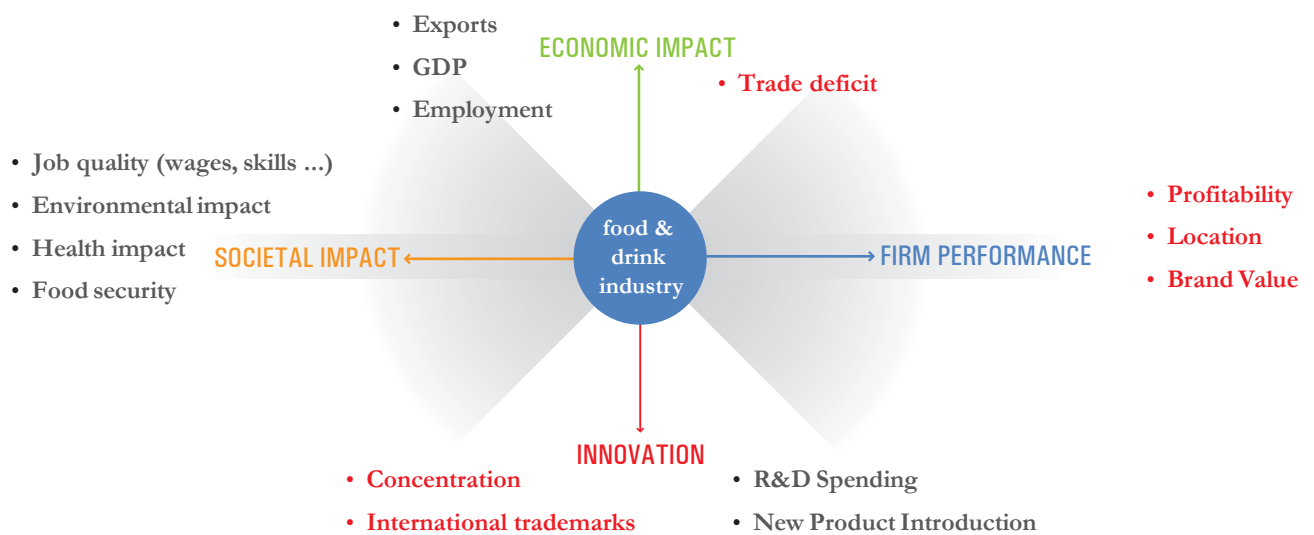 • Exports
ECONOMIC IMPACT
• GDP
• Trade deficit
• Employment
• Job quality (wages, skills ...)
• Environmental impact
• Health impact
• Food security
SOCIETAL IMPACT
food &
drink
industry
FIRM PERFORMANCE
• Profitability
• Location
• Brand Value
INNOVATION
• Concentration
• International trademarks
• R&D Spending
• New Product Introduction